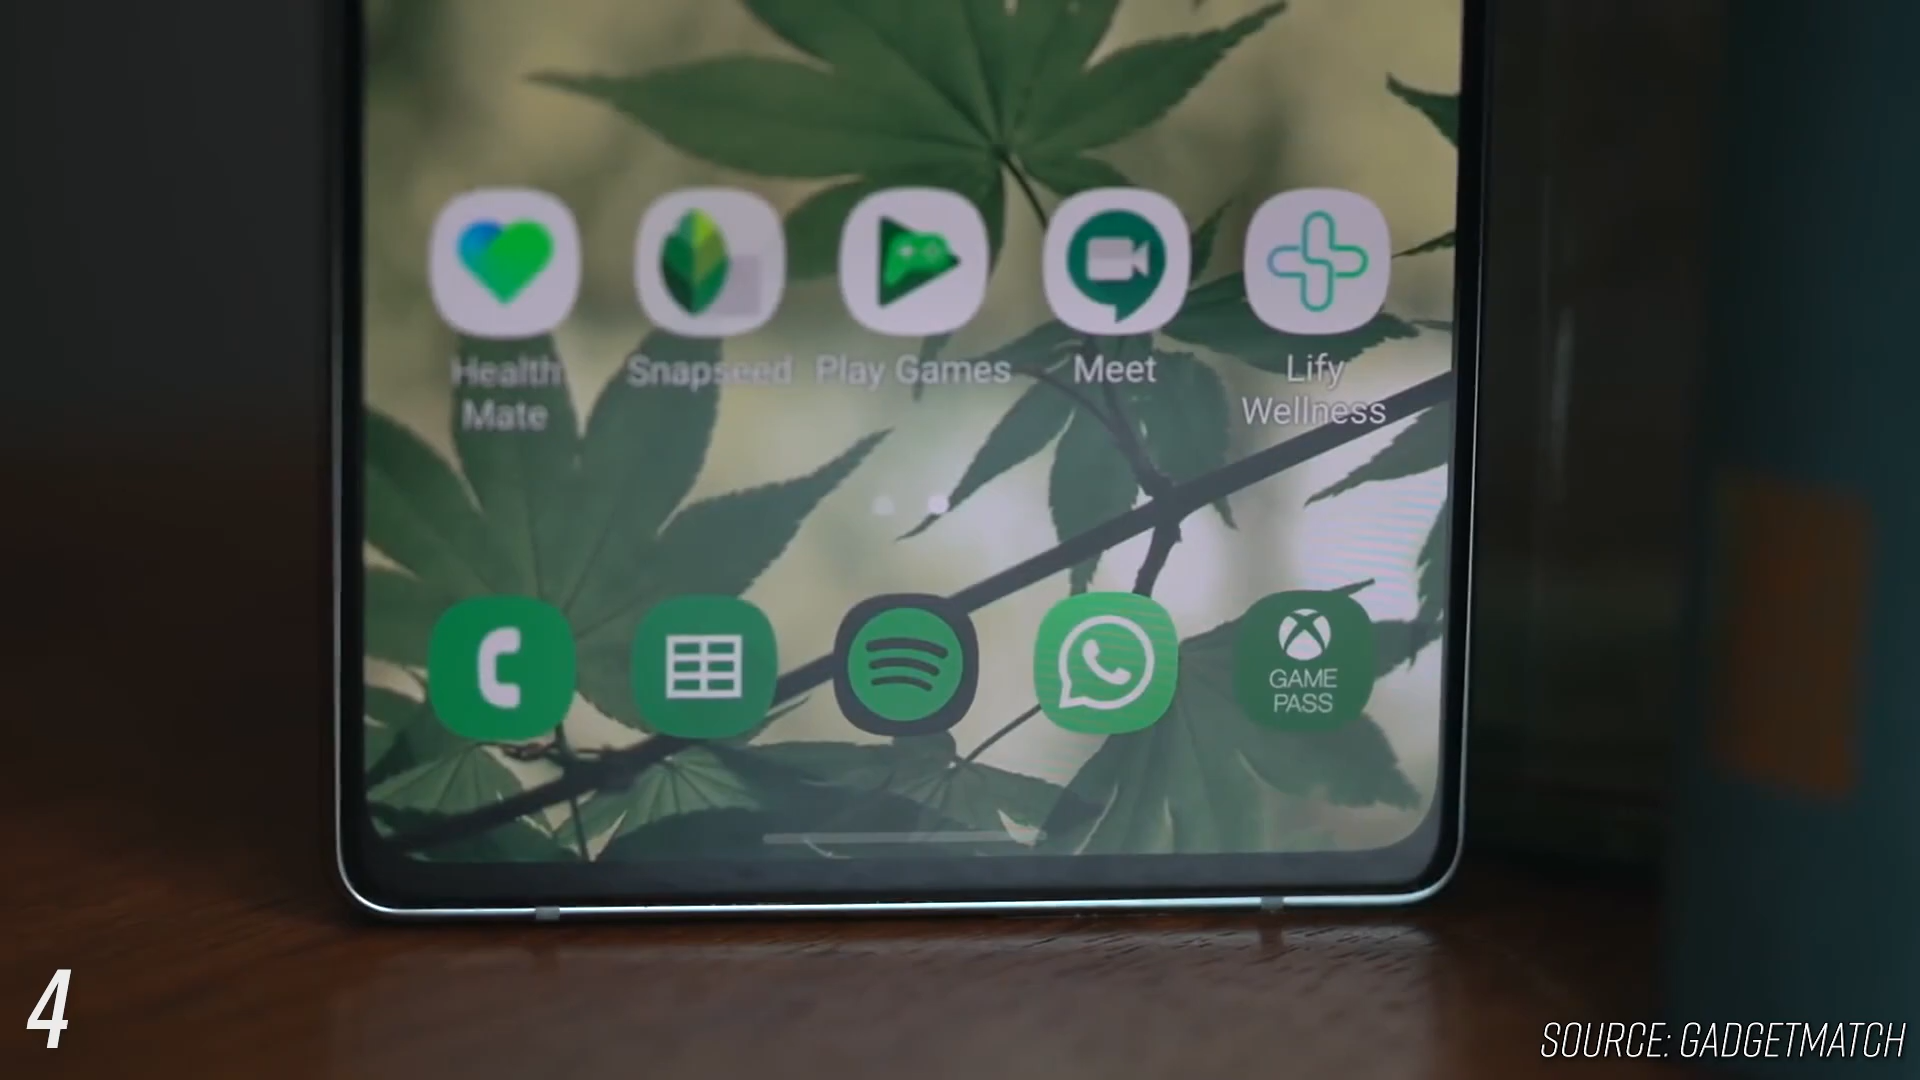 Health
Mate
Snapseed
Play Games
Meet
Lify
Wellness
GAME
PASS
4
SOURCE: GADGETMATCH